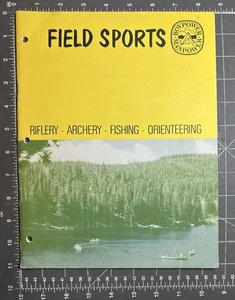 FIELD SPORTS
BOYPOWER
MANPOWER
RIFLERY - ARCHERY - FISHING - ORIENTEERING